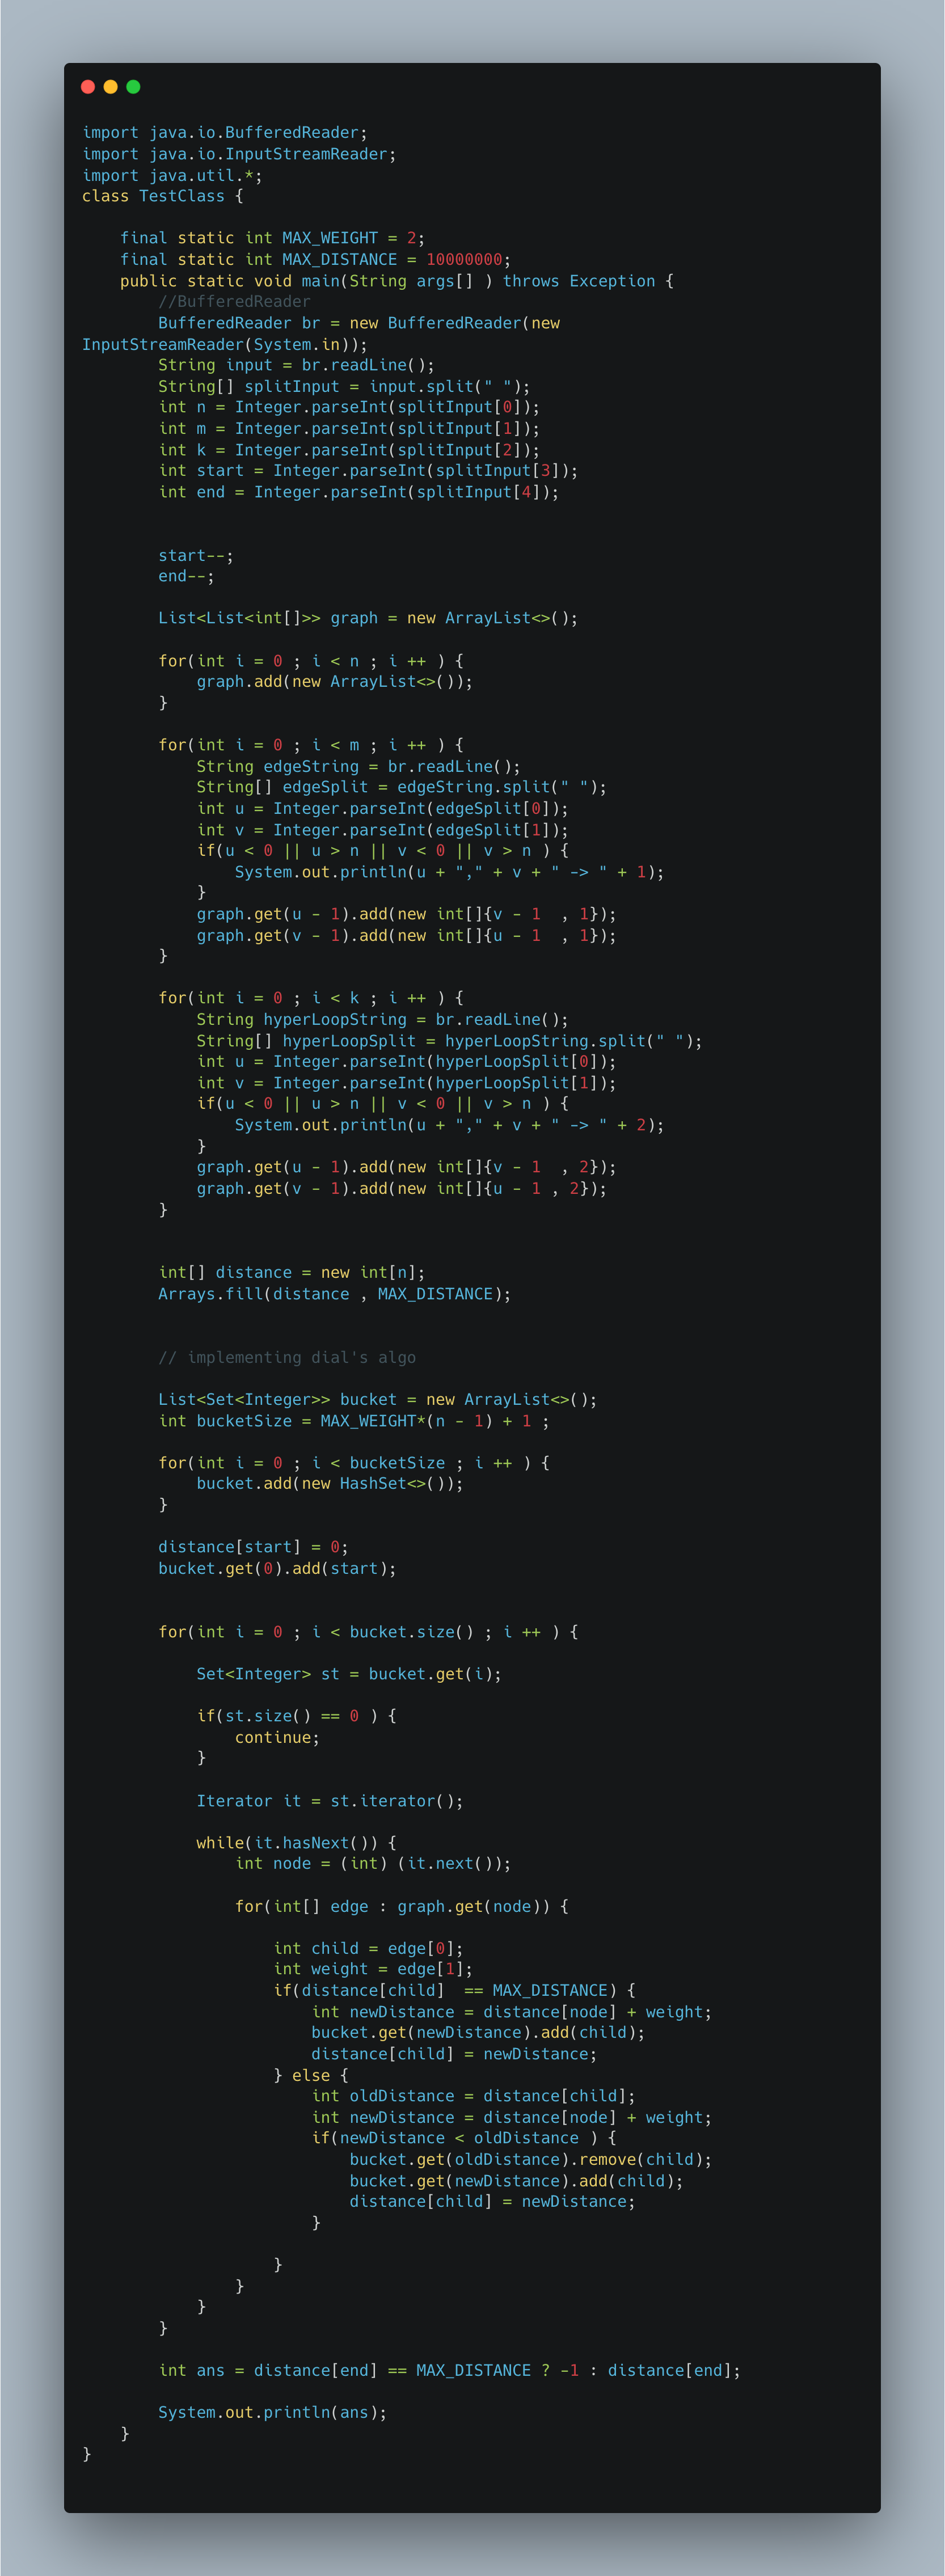 import java.io.BufferedReader;
import java.io.InputStreamReader;
import java.util.*;
class TestClass {

    final static int MAX_WEIGHT = 2;
    final static int MAX_DISTANCE = 10000000;
    public static void main(String args[] ) throws Exception {
        //BufferedReader
        BufferedReader br = new BufferedReader(new
InputStreamReader(System.in));
        String input = br.readLine();
        String[] splitInput = input.split(" ");
        int n = Integer.parseInt(splitInput[0]);
        int m = Integer.parseInt(splitInput[1]);
        int k = Integer.parseInt(splitInput[2]);
        int start = Integer.parseInt(splitInput[3]);
        int end = Integer.parseInt(splitInput[4]);


        start--;
        end--;

        List<List<int[]>> graph = new ArrayList<>();

        for(int i = 0 ; i < n ; i ++ ) {
            graph.add(new ArrayList<>());
        }

        for(int i = 0 ; i < m ; i ++ ) {
            String edgeString = br.readLine();
            String[] edgeSplit = edgeString.split(" ");
            int u = Integer.parseInt(edgeSplit[0]);
            int v = Integer.parseInt(edgeSplit[1]);
            if(u < 0 || u > n || v < 0 || v > n ) {
                System.out.println(u + "," + v + " -> " + 1);
            }
            graph.get(u - 1).add(new int[]{v - 1  , 1});
            graph.get(v - 1).add(new int[]{u - 1  , 1});
        }

        for(int i = 0 ; i < k ; i ++ ) {
            String hyperLoopString = br.readLine();
            String[] hyperLoopSplit = hyperLoopString.split(" ");
            int u = Integer.parseInt(hyperLoopSplit[0]);
            int v = Integer.parseInt(hyperLoopSplit[1]);
            if(u < 0 || u > n || v < 0 || v > n ) {
                System.out.println(u + "," + v + " -> " + 2);
            }
            graph.get(u - 1).add(new int[]{v - 1  , 2});
            graph.get(v - 1).add(new int[]{u - 1 , 2});
        }


        int[] distance = new int[n];
        Arrays.fill(distance , MAX_DISTANCE);


        // implementing dial's algo

        List<Set<Integer>> bucket = new ArrayList<>();
        int bucketSize = MAX_WEIGHT*(n - 1) + 1 ;

        for(int i = 0 ; i < bucketSize ; i ++ ) {
            bucket.add(new HashSet<>());
        }

        distance[start] = 0;
        bucket.get(0).add(start);


        for(int i = 0 ; i < bucket.size() ; i ++ ) {

            Set<Integer> st = bucket.get(i);

            if(st.size() == 0 ) {
                continue;
            }

            Iterator it = st.iterator();

            while(it.hasNext()) {
                int node = (int) (it.next());

                for(int[] edge : graph.get(node)) {

                    int child = edge[0];
                    int weight = edge[1];
                    if(distance[child]  == MAX_DISTANCE) {
                        int newDistance = distance[node] + weight;
                        bucket.get(newDistance).add(child);
                        distance[child] = newDistance;
                    } else {
                        int oldDistance = distance[child];
                        int newDistance = distance[node] + weight;
                        if(newDistance < oldDistance ) {
                            bucket.get(oldDistance).remove(child);
                            bucket.get(newDistance).add(child);
                            distance[child] = newDistance;
                        }

                    }
                }
            }
        }

        int ans = distance[end] == MAX_DISTANCE ? -1 : distance[end];

        System.out.println(ans);
    }
}